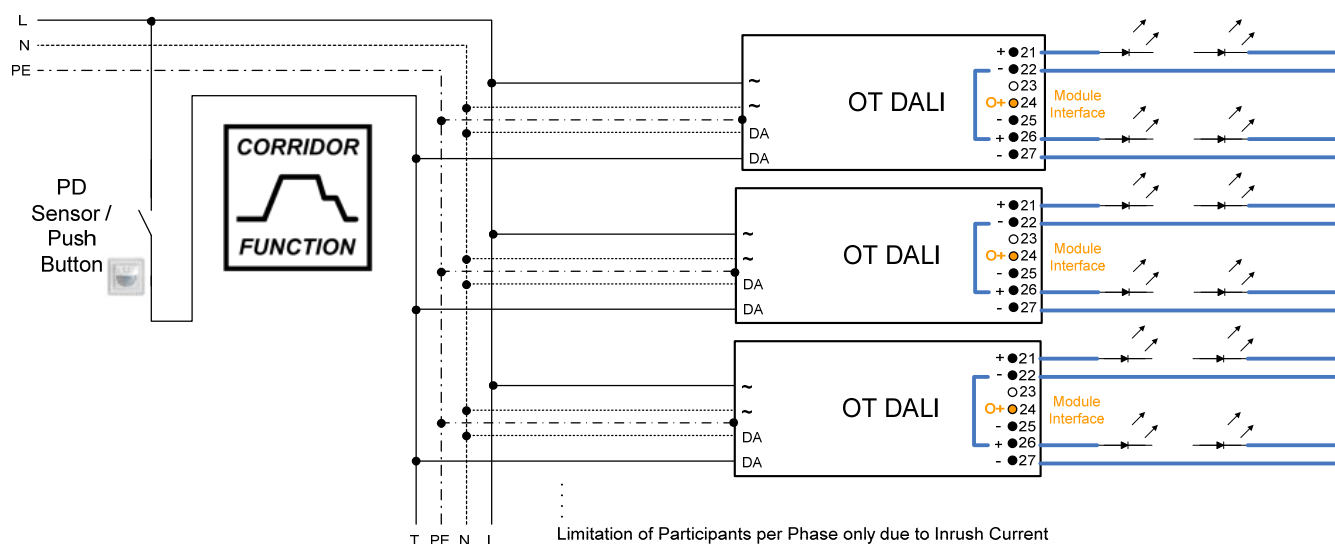 L
N
PE
PD
Sensor /
Push
Button
CORRIDOR
FUNCTION
~
~
DA
DA
OT DALI
+ 21
- 22
23
O+ 24
- 25
+ 26
- 27
Module
Interface
~
~
DA
DA
OT DALI
+ 21
- 22
23
O+ 24
- 25
+ 26
- 27
Module
Interface
~
~
DA
DA
OT DALI
+ 21
- 22
23
O+ 24
- 25
+ 26
- 27
Module
Interface
T PE N L
Limitation of Participants per Phase only due to Inrush Current